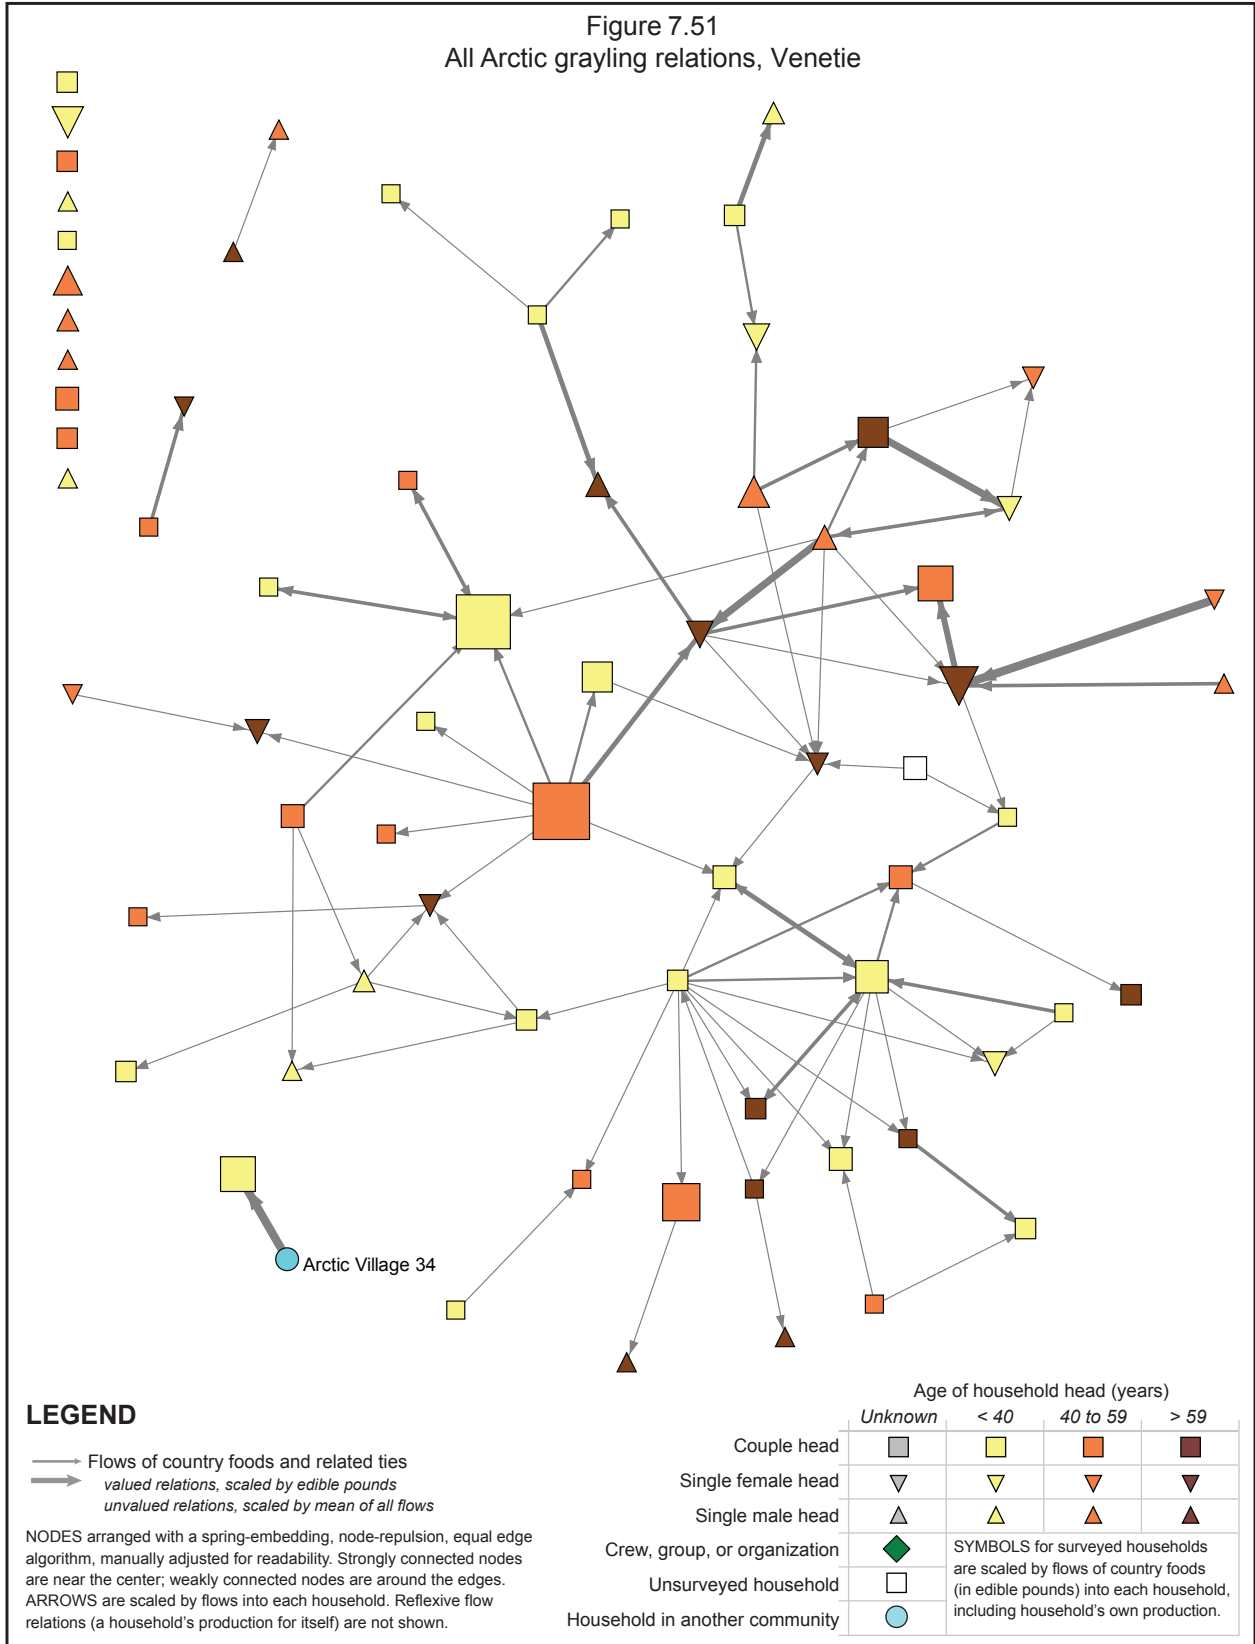 Figure 7.51
All Arctic grayling relations, Venetie
Arctic Village 34
LEGEND
Flows of country foods and related ties
valued relations, scaled by edible pounds
unvalued relations, scaled by mean of all flows
NODES arranged with a spring-embedding, node-repulsion, equal edge
algorithm, manually adjusted for readability. Strongly connected nodes
are near the center; weakly connected nodes are around the edges.
ARROWS are scaled by flows into each household. Reflexive flow
relations (a household's production for itself) are not shown.
Age of household head (years)
Unknown < 40 40 to 59 > 59
Couple head
Single female head
Single male head
Crew, group, or organization
Unsurveyed household
Household in another community
SYMBOLS for surveyed households
are scaled by flows of country foods
(in edible pounds) into each household,
including household's own production.